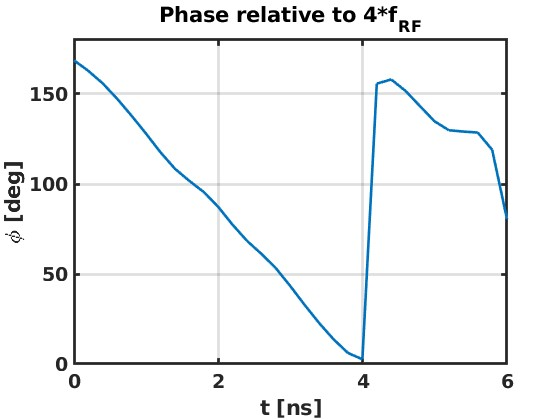 Phase relative to 4*f_RF
150
100
50
0
ϕ [deg]
0 2 4 6
t [ns]